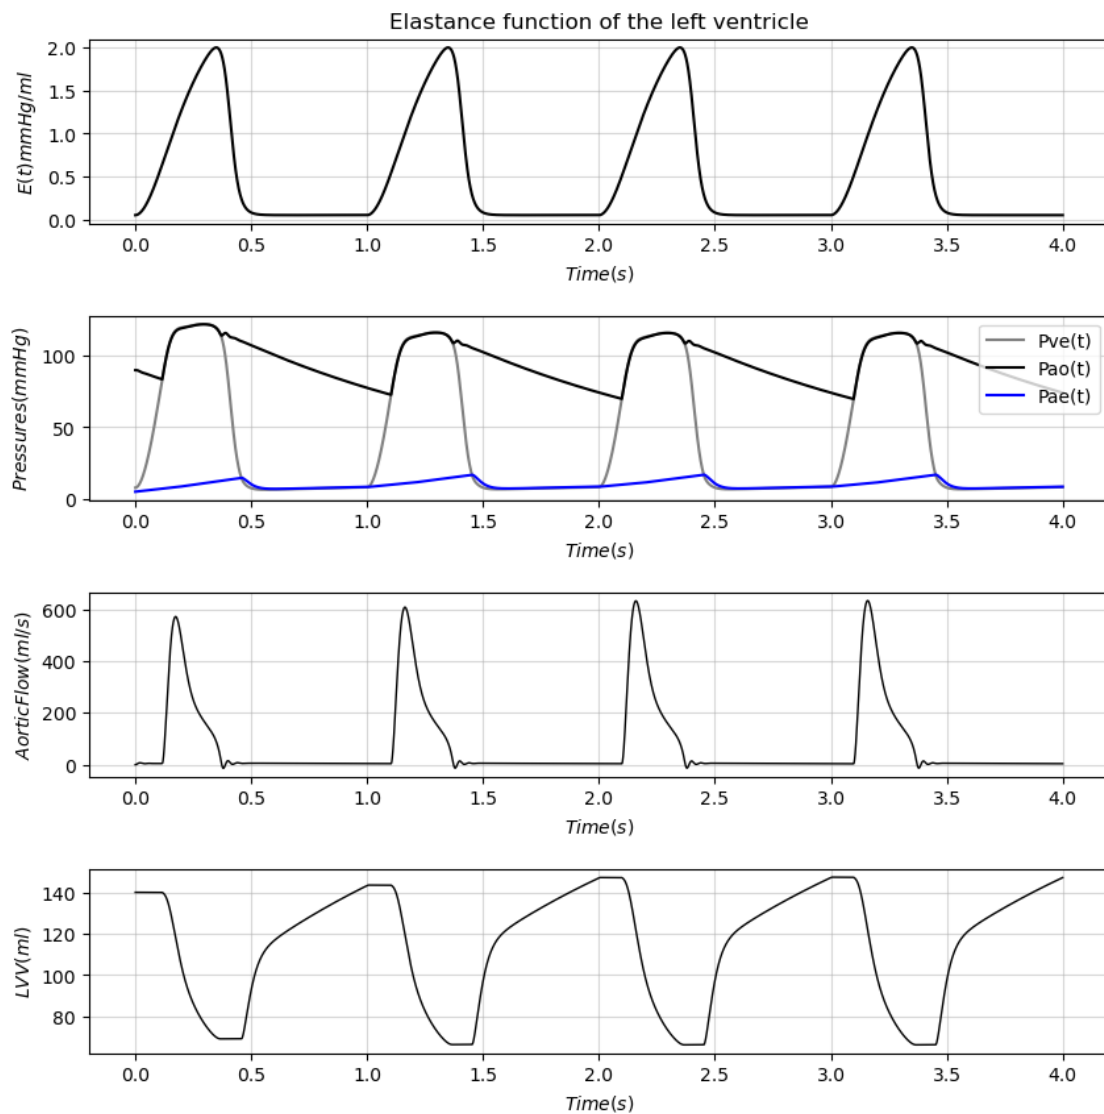 Elastance function of the left ventricle
E(t)mmHg/ml
2.0
1.5
1.0
0.5
0.0
0.0 0.5 1.0 1.5 2.0 2.5 3.0 3.5 4.0
Time(s)
Pressures(mmHg)
100
50
0
Pve(t)
Pao(t)
Pae(t)
0.0 0.5 1.0 1.5 2.0 2.5 3.0 3.5 4.0
Time(s)
AorticFlow(ml/s)
600
400
200
0
0.0 0.5 1.0 1.5 2.0 2.5 3.0 3.5 4.0
Time(s)
LVV(ml)
140
120
100
80
0.0 0.5 1.0 1.5 2.0 2.5 3.0 3.5 4.0
Time(s)